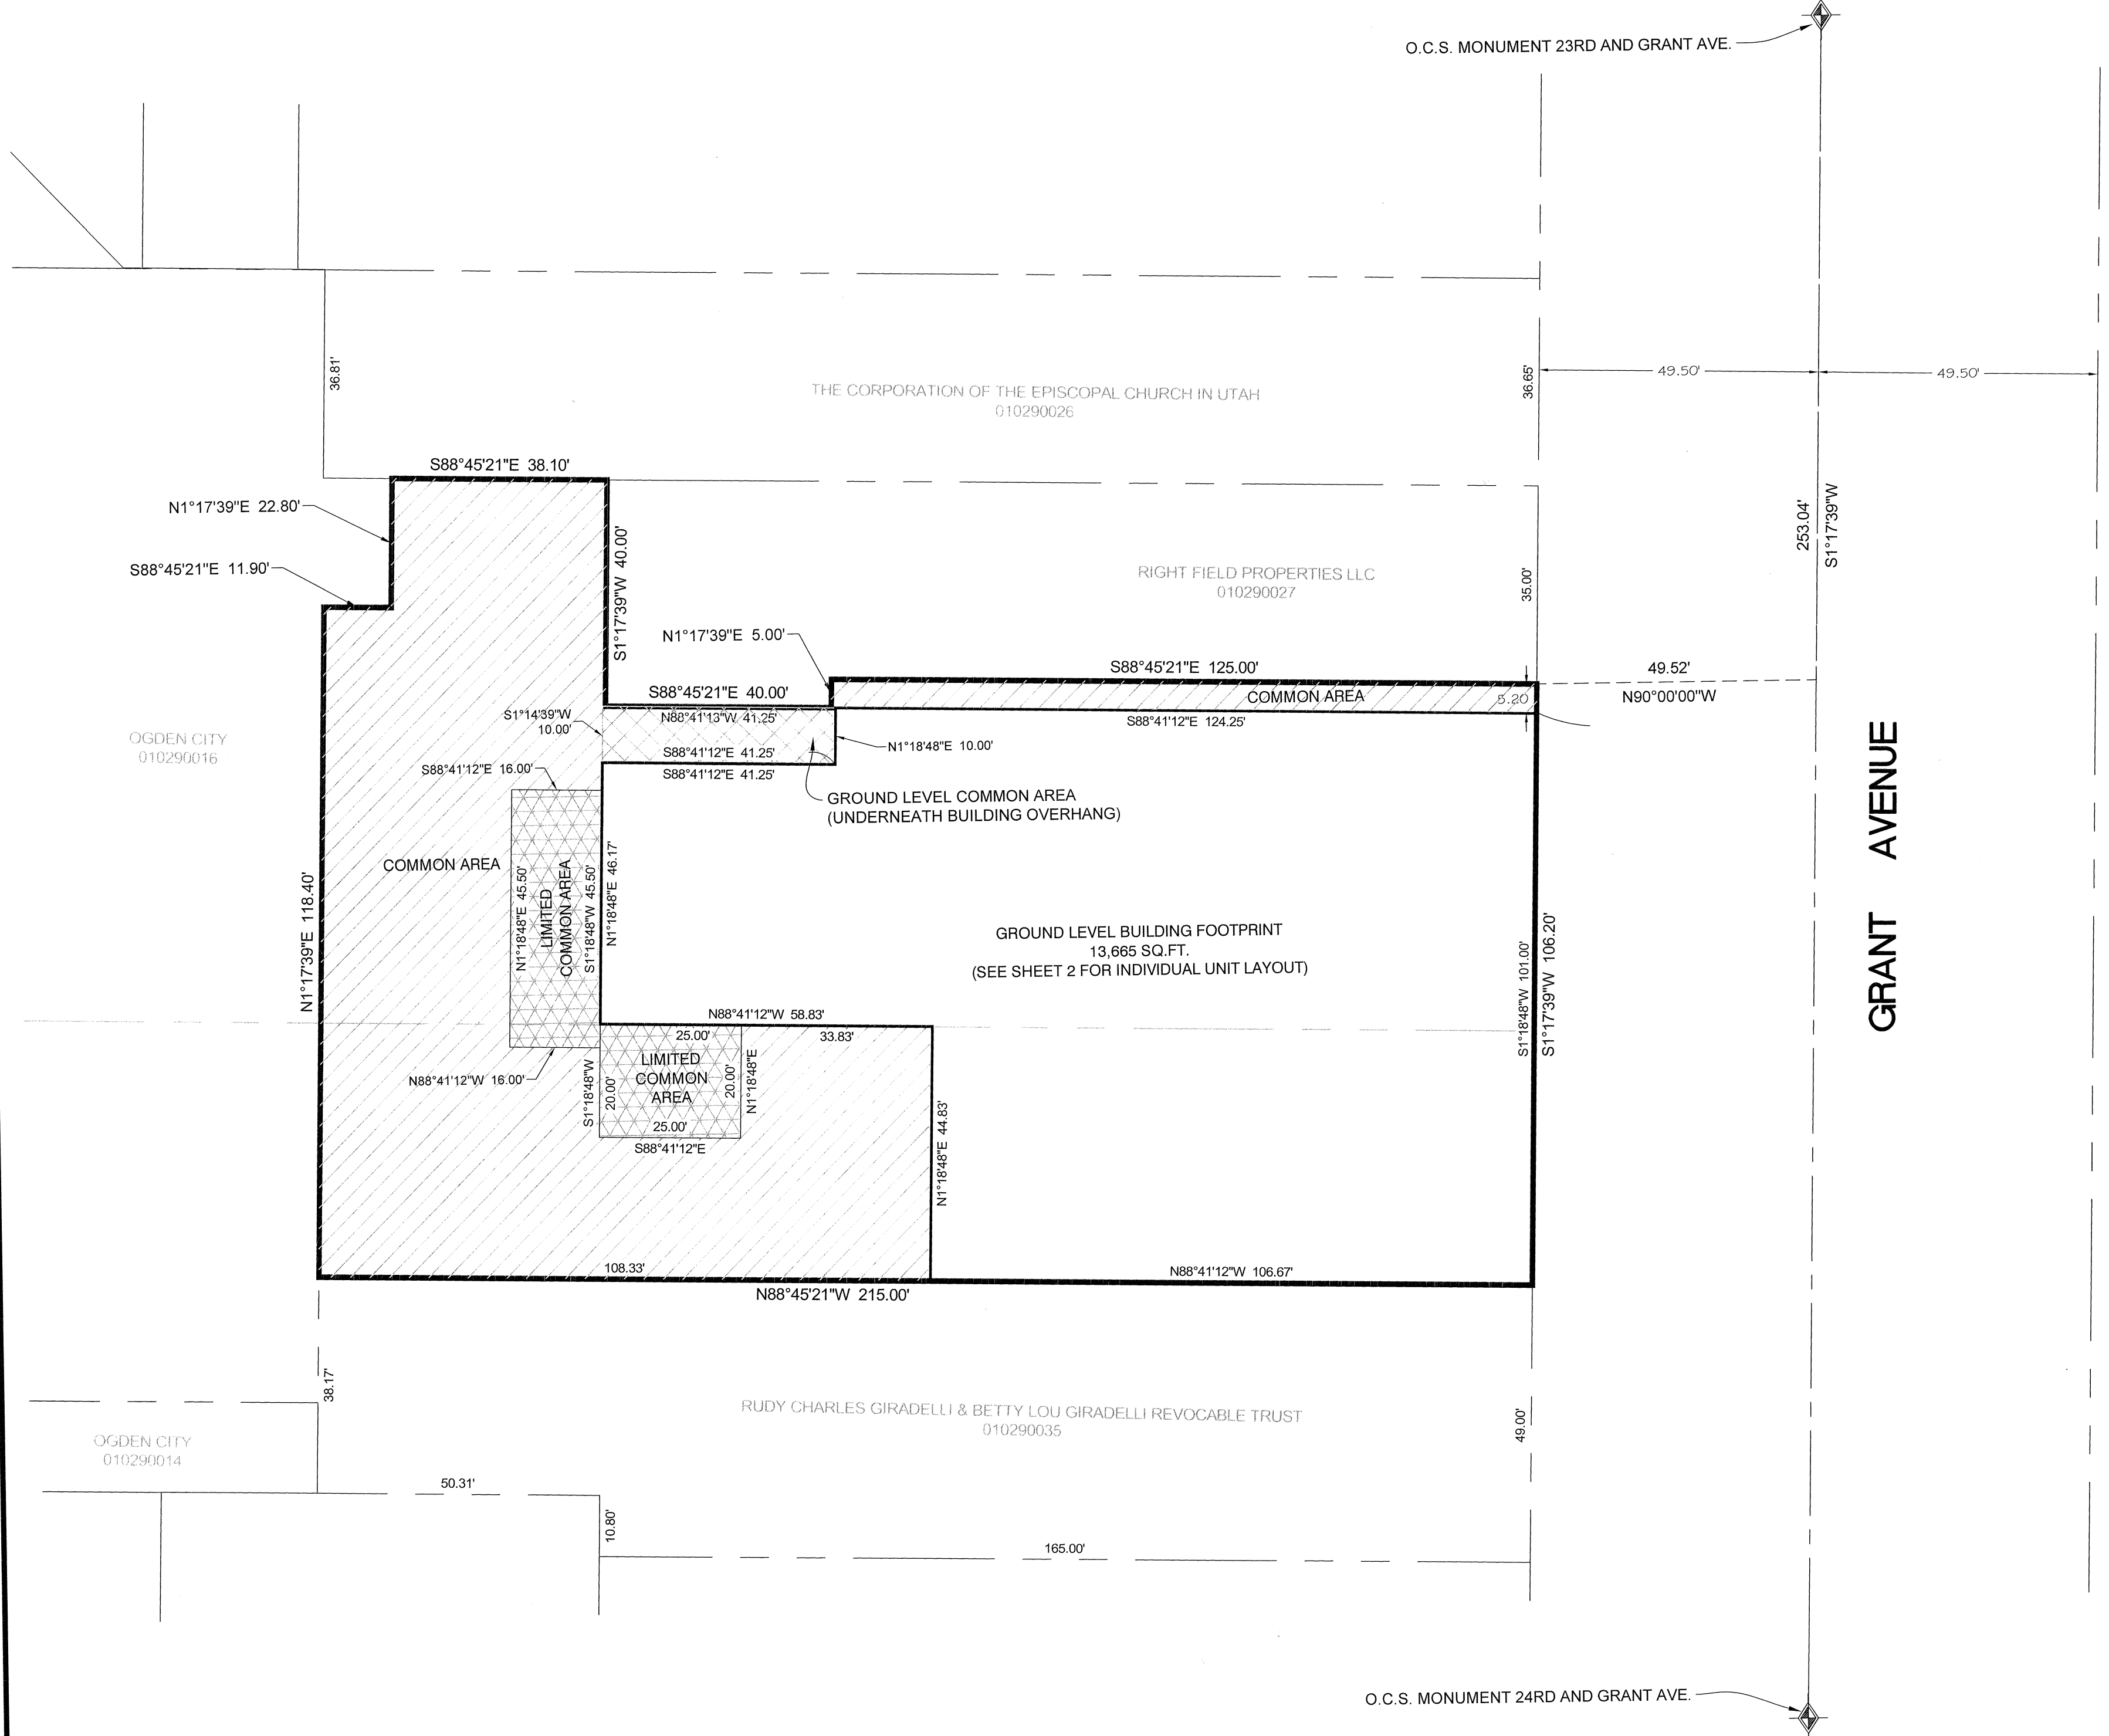 O.C.S. MONUMENT 23RD AND GRANT AVE.
36.81'
THE CORPORATION OF THE EPISCOPAL CHURCH IN UTAH
010290026
36.65'
49.50'
49.50'
S88°45'21"E 38.10'
N1°17'39"E 22.80'
S88°45'21"E 11.90'
S1°17'39"W 40.00'
RIGHT FIELD PROPERTIES LLC
010290027
35.00'
253.04'
S1°17'39"W
N1°17'39"E 5.00'
S88°45'21"E 125.00'
49.52'
N90°00'00"W
S88°45'21"E 40.00'
COMMON AREA
5.20
S1°14'39"W
10.00'
N88°41'13"W 41.25'
S88°41'12"E 124.25'
OGDEN CITY
010290016
N1°18'48"E 10.00'
S88°41'12"E 41.25'
S88°41'12"E 41.25'
S88°41'12"E 16.00'
GROUND LEVEL COMMON AREA
(UNDERNEATH BUILDING OVERHANG)
COMMON AREA
N1°17'39"E 118.40'
N1°18'48"E 45.50'
LIMITED
COMMON AREA
S1°18'48"W 45.50'
N1°18'48"E 46.17'
GROUND LEVEL BUILDING FOOTPRINT
13,665 SQ.FT.
(SEE SHEET 2 FOR INDIVIDUAL UNIT LAYOUT)
S1°18'48"W 101.00'
S1°17'39"W 106.20'
GRANT AVENUE
N88°41'12"W 58.83'
25.00'
33.83'
N88°41'12"W 16.00'
S1°18'48"W
20.00'
LIMITED
COMMON
AREA
20.00'
N1°18'48"E
25.00'
S88°41'12"E
N1°18'48"E 44.83'
108.33'
N88°41'12"W 106.67'
N88°45'21"W 215.00'
38.17'
RUDY CHARLES GIRADELLI & BETTY LOU GIRADELLI REVOCABLE TRUST
010290035
49.00'
OGDEN CITY
010290014
50.31'
10.80'
165.00'
O.C.S. MONUMENT 24RD AND GRANT AVE.